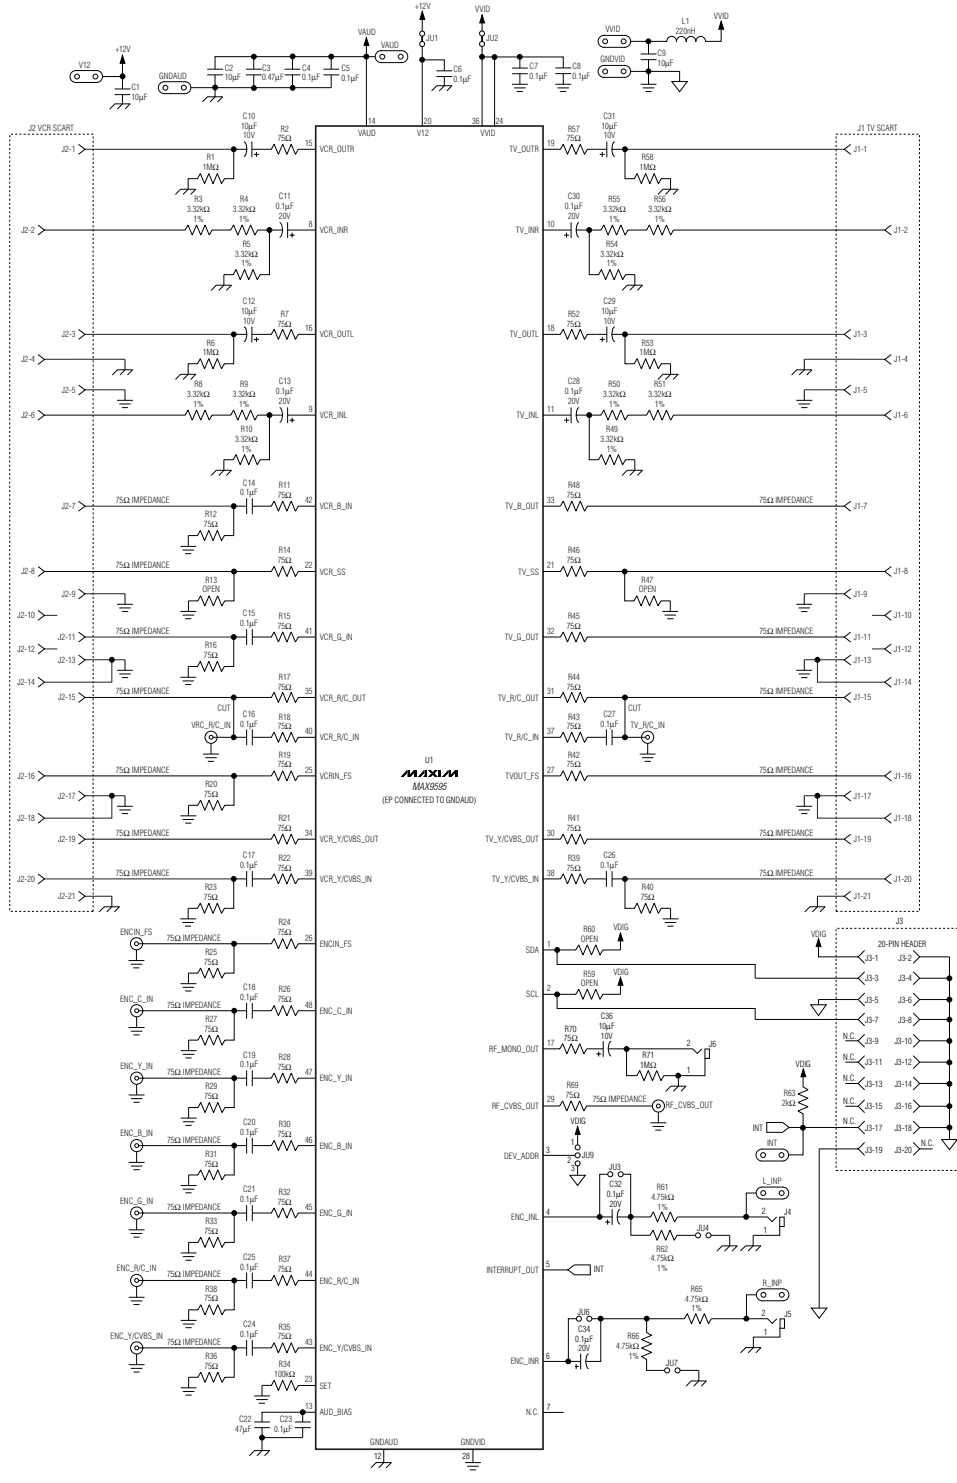 +12V
VVID
VVID
L1
220nH
VVID
VAUD
JU1
JU2
VAUD
+12V
V12
GNDAUD
C1
10µF
C2
10µF
C3
0.47µF
C4
0.1µF
C5
0.1µF
C6
0.1µF
C7
0.1µF
C8
0.1µF
GNDVID
C9
10µF
14
20
36
24
VAUD
V12
VVID
J2 VCR SCART
J1 TV SCART
J2-1
R1
1MΩ
C10
10µF
10V
R2
75Ω
15
VCR_OUTR
TV_OUTR
19
R57
75Ω
C31
10µF
10V
R58
1MΩ
J1-1
J2-2
R3
3.32kΩ
1%
R4
3.32kΩ
1%
C11
0.1µF
20V
8
VCR_INR
R5
3.32kΩ
1%
TV_INR
10
C30
0.1µF
20V
R55
3.32kΩ
1%
R56
3.32kΩ
1%
R54
3.32kΩ
1%
J1-2
J2-3
C12
10µF
10V
R7
75Ω
16
VCR_OUTL
R6
1MΩ
TV_OUTL
18
R52
75Ω
C29
10µF
10V
R53
1MΩ
J1-3
J2-4
J1-4
J2-5
J1-5
J2-6
R8
3.32kΩ
1%
R9
3.32kΩ
1%
C13
0.1µF
20V
9
VCR_INL
R10
3.32kΩ
1%
TV_INL
11
C28
0.1µF
20V
R50
3.32kΩ
1%
R51
3.32kΩ
1%
R49
3.32kΩ
1%
J1-6
J2-7
75Ω IMPEDANCE
C14
0.1µF
R11
75Ω
42
VCR_B_IN
R12
75Ω
TV_B_OUT
33
R48
75Ω
75Ω IMPEDANCE
J1-7
J2-8
75Ω IMPEDANCE
R14
75Ω
22
VCR_SS
R13
OPEN
TV_SS
21
R46
75Ω
R47
OPEN
J1-8
J2-9
J1-9
J2-10
J1-10
J2-11
75Ω IMPEDANCE
C15
0.1µF
R15
75Ω
41
VCR_G_IN
R16
75Ω
TV_G_OUT
32
R45
75Ω
75Ω IMPEDANCE
J1-11
J2-12
J1-12
J2-13
J1-13
J2-14
J1-14
J2-15
75Ω IMPEDANCE
R17
75Ω
35
VCR_R/C_OUT
TV_R/C_OUT
31
R44
75Ω
75Ω IMPEDANCE
J1-15
CUT
VRC_R/C_IN
C16
0.1µF
R18
75Ω
40
VCR_R/C_IN
TV_R/C_IN
37
R43
75Ω
C27
0.1µF
CUT
TV_R/C_IN
J2-16
75Ω IMPEDANCE
R19
75Ω
25
VCRIN_FS
R20
75Ω
U1
MAXIM
MAX9595
(EP CONNECTED TO GNDAUD)
TVOUT_FS
27
R42
75Ω
75Ω IMPEDANCE
J1-16
J2-17
J1-17
J2-18
J1-18
J2-19
75Ω IMPEDANCE
R21
75Ω
34
VCR_Y/CVBS_OUT
TV_Y/CVBS_OUT
30
R41
75Ω
75Ω IMPEDANCE
J1-19
J2-20
75Ω IMPEDANCE
C17
0.1µF
R22
75Ω
39
VCR_Y/CVBS_IN
R23
75Ω
TV_Y/CVBS_IN
38
R39
75Ω
C26
0.1µF
R40
75Ω
75Ω IMPEDANCE
J1-20
J2-21
J1-21
ENCIN_FS
75Ω IMPEDANCE
R24
75Ω
26
ENCIN_FS
R25
75Ω
SDA
1
R60
OPEN
VDIG
SCL
2
R59
OPEN
VDIG
J3
VDIG
20-PIN HEADER
J3-1
J3-2
J3-3
J3-4
J3-5
J3-6
J3-7
J3-8
N.C.
J3-9
J3-10
N.C.
J3-11
J3-12
N.C.
J3-13
J3-14
N.C.
J3-15
J3-16
N.C.
J3-17
J3-18
J3-19
J3-20
N.C.
ENC_C_IN
75Ω IMPEDANCE
C18
0.1µF
R26
75Ω
48
ENC_C_IN
R27
75Ω
RF_MONO_OUT
17
R70
75Ω
C36
10µF
10V
R71
1MΩ
2
1
J6
VDIG
R63
2kΩ
INT
INT
ENC_Y_IN
75Ω IMPEDANCE
C19
0.1µF
R28
75Ω
47
ENC_Y_IN
R29
75Ω
RF_CVBS_OUT
29
R69
75Ω
75Ω IMPEDANCE
RF_CVBS_OUT
ENC_B_IN
75Ω IMPEDANCE
C20
0.1µF
R30
75Ω
46
ENC_B_IN
R31
75Ω
DEV_ADDR
3
VDIG
1
2
3
JU9
ENC_G_IN
75Ω IMPEDANCE
C21
0.1µF
R32
75Ω
45
ENC_G_IN
R33
75Ω
ENC_INL
4
JU3
C32
0.1µF
20V
R61
4.75kΩ
1%
R62
4.75kΩ
1%
JU4
L_INP
2
1
J4
ENC_R/C_IN
75Ω IMPEDANCE
C25
0.1µF
R37
75Ω
44
ENC_R/C_IN
R38
75Ω
INTERRUPT_OUT
5
INT
ENC_Y/CVBS_IN
75Ω IMPEDANCE
C24
0.1µF
R35
75Ω
43
ENC_Y/CVBS_IN
R36
75Ω
R34
100kΩ
23
SET
ENC_INR
6
JU6
C34
0.1µF
20V
R65
4.75kΩ
1%
R66
4.75kΩ
1%
JU7
R_INP
2
1
J5
13
AUD_BIAS
C22
47µF
C23
0.1µF
N.C.
7
GNDAUD
12
GNDVID
28